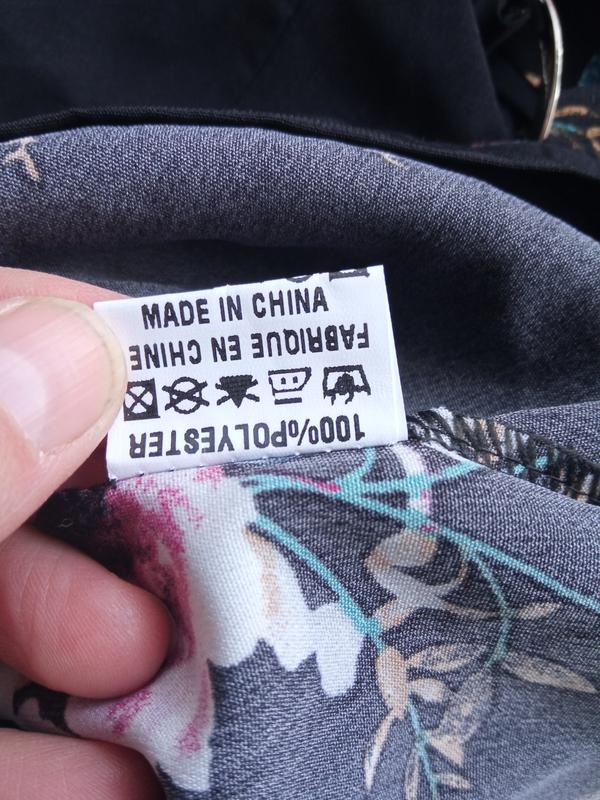 MADE IN CHINA
FABRIQUE EN CHINE
100%POLYESTER